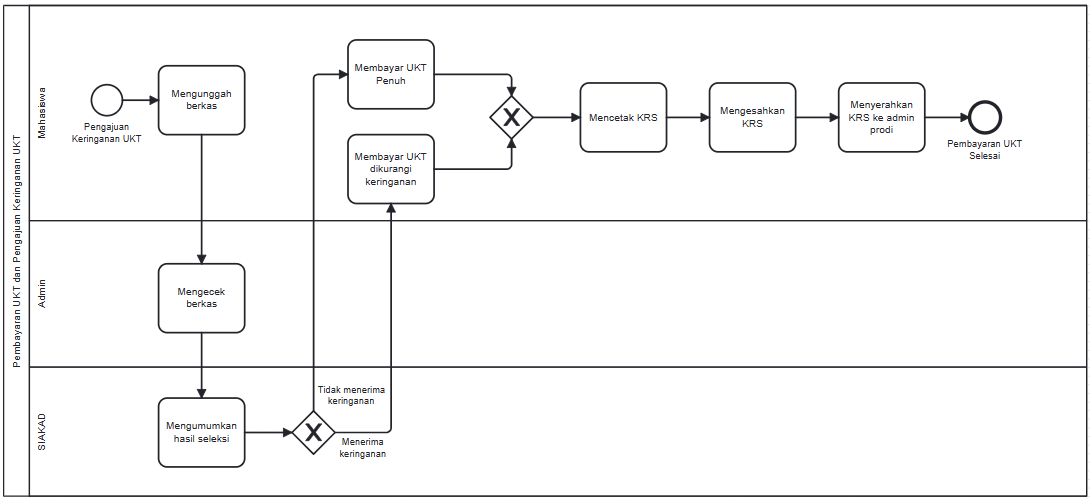 Pembayaran UKT dan Pengajuan Keringanan UKT
Mahasiswa
Pengajuan
Keringanan UKT
Mengunggah
berkas
Membayar UKT
Penuh
Membayar UKT
dikurangi
keringanan
X
Mencetak KRS
Mengesahkan
KRS
Menyerahkan
KRS ke admin
prodi
Pembayaran UKT
Selesai
Admin
Mengecek
berkas
SIAKAD
Mengumumkan
hasil seleksi
X
Tidak menerima
keringanan
Menerima
keringanan